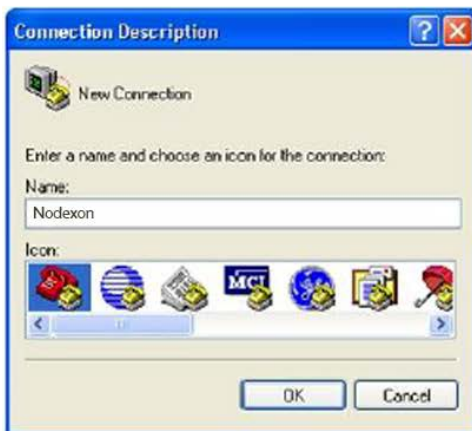 Connection Description
New Connection
Enter a name and choose an icon for the connection:
Name:
Nodexon
Icon:
MCI
OK
Cancel